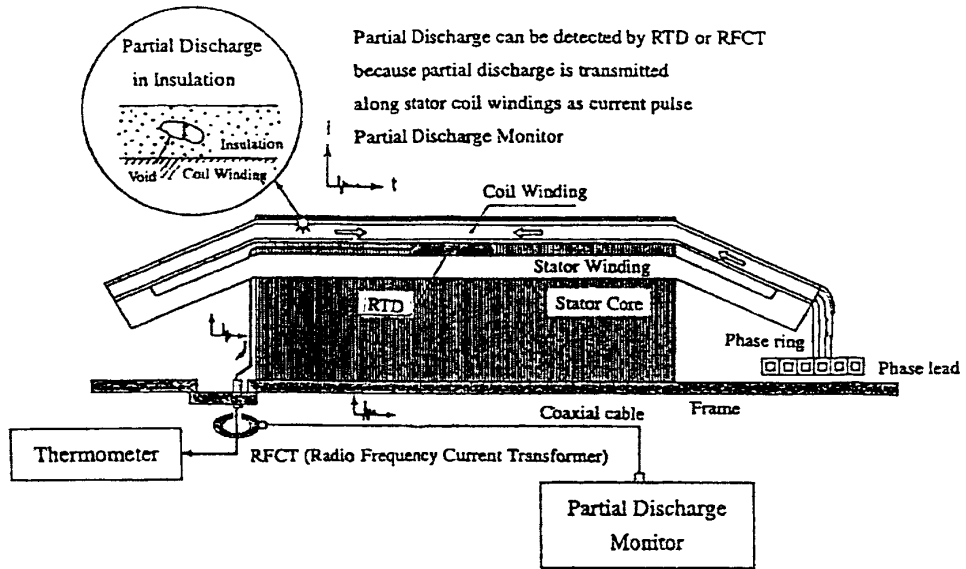 Partial Discharge
in Insulation
Insulation
Void
Coil Winding
Partial Discharge can be detected by RTD or RFCT
because partial discharge is transmitted
along stator coil windings as current pulse
Partial Discharge Monitor
i
t
Coil Winding
Stator Winding
RTD
Stator Core
Phase ring
Phase lead
Coaxial cable
Frame
Thermometer
RFCT (Radio Frequency Current Transformer)
Partial Discharge
Monitor